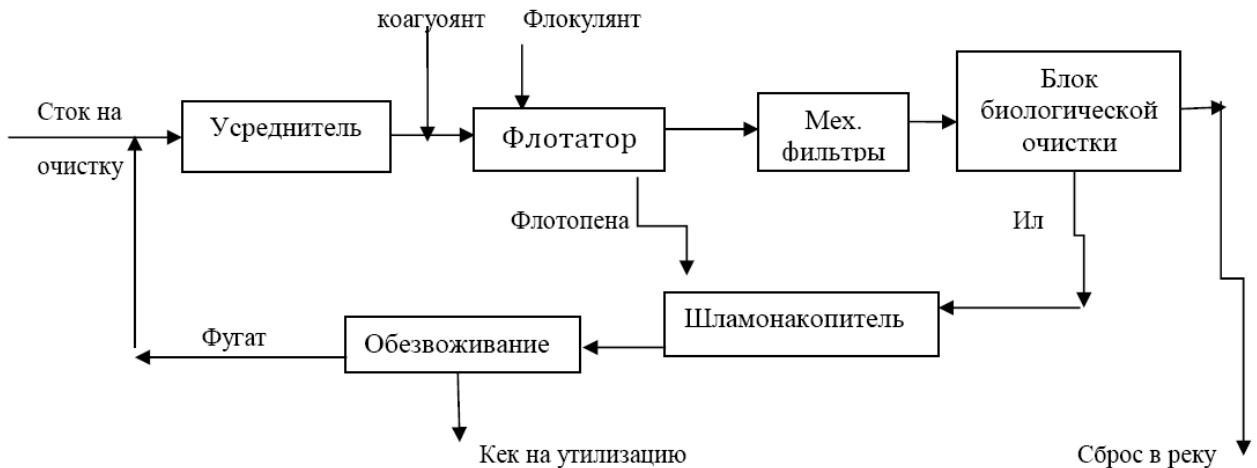 коагуоянт
Флокулянт
Сток на
очистку
Усреднитель
Флотатор
Мех.
фильтры
Блок
биологической
очистки
Флотопена
Ил
Шламонакопитель
Фугат
Обезвоживание
Кек на утилизацию
Сброс в реку